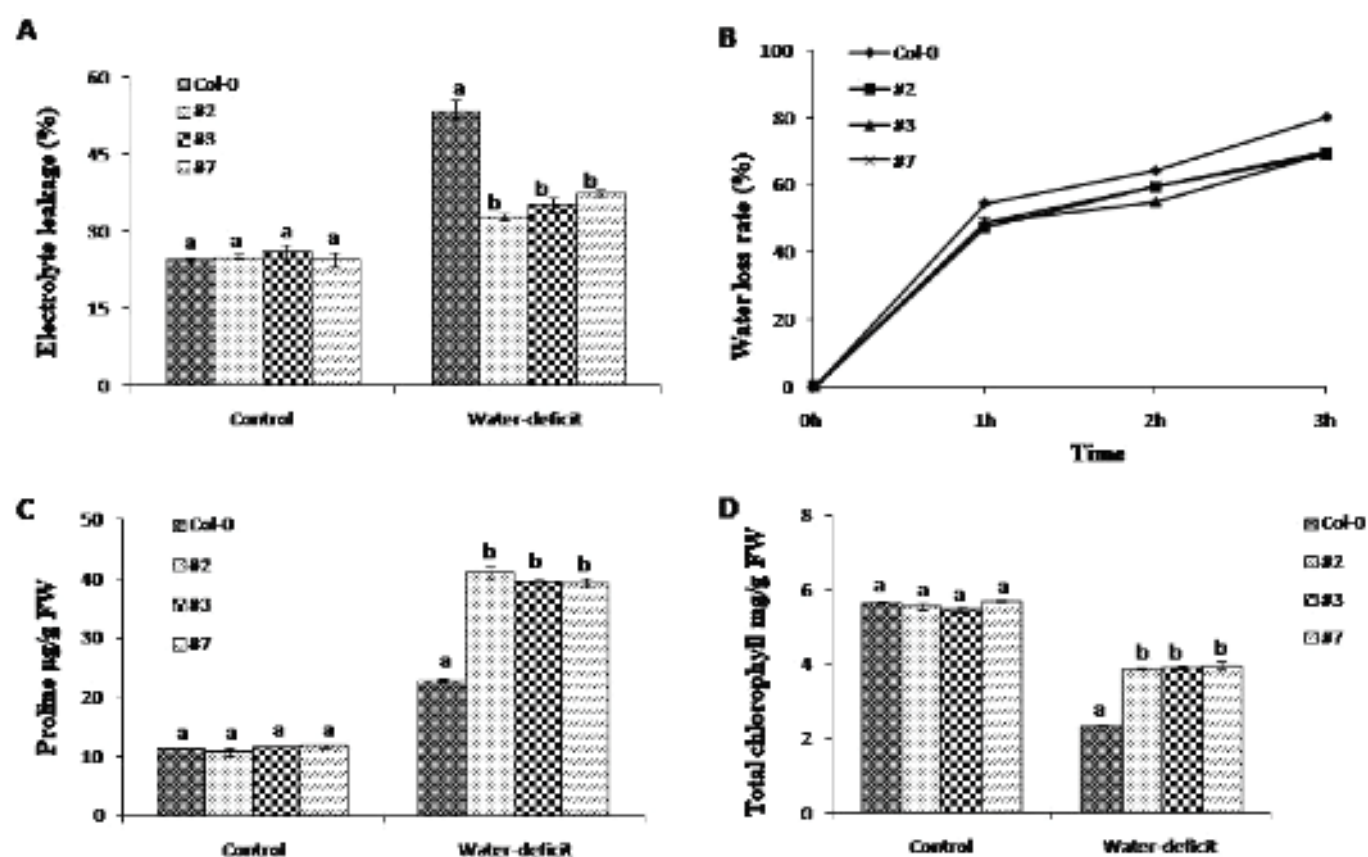 A
60
45
30
15
0
Electrolyte leakage (%)
Col-0
#2
#3
#7
a
a
a
a
a
b
b
b
Control
Water-deficit
B
100
80
60
40
20
0
Water loss rate (%)
Col-0
#2
#3
#7
0h
1h
2h
3h
Time
C
50
40
30
20
10
0
Proline µg/g FW
Col-0
#2
#3
#7
a
a
a
a
a
b
b
b
Control
Water-deficit
D
8
6
4
2
0
Total chlorophyll mg/g FW
Col-0
#2
#3
#7
a
a
a
a
a
b
b
b
Control
Water-deficit